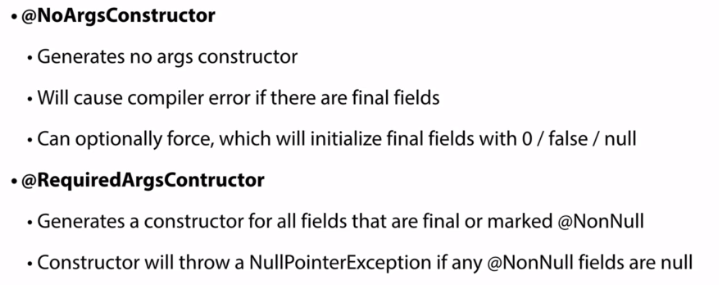 • @NoArgsConstructor
• Generates no args constructor
• Will cause compiler error if there are final fields
• Can optionally force, which will initialize final fields with 0 / false / null
• @RequiredArgsContructor
• Generates a constructor for all fields that are final or marked @NonNull
• Constructor will throw a NullPointerException if any @NonNull fields are null